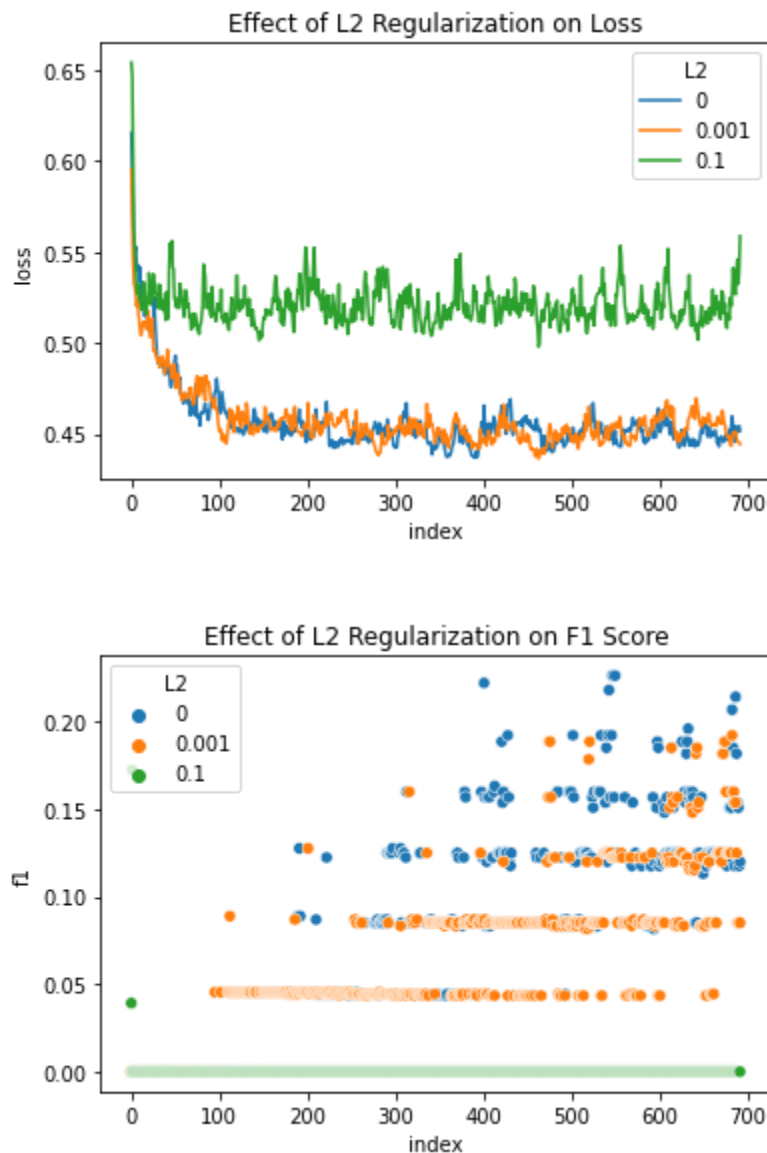 Effect of L2 Regularization on Loss
L2
0
0.001
0.1
0.65
0.60
0.55
0.50
0.45
loss
0 100 200 300 400 500 600 700
index
Effect of L2 Regularization on F1 Score
L2
0
0.001
0.1
0.20
0.15
0.10
0.05
0.00
f1
0 100 200 300 400 500 600 700
index